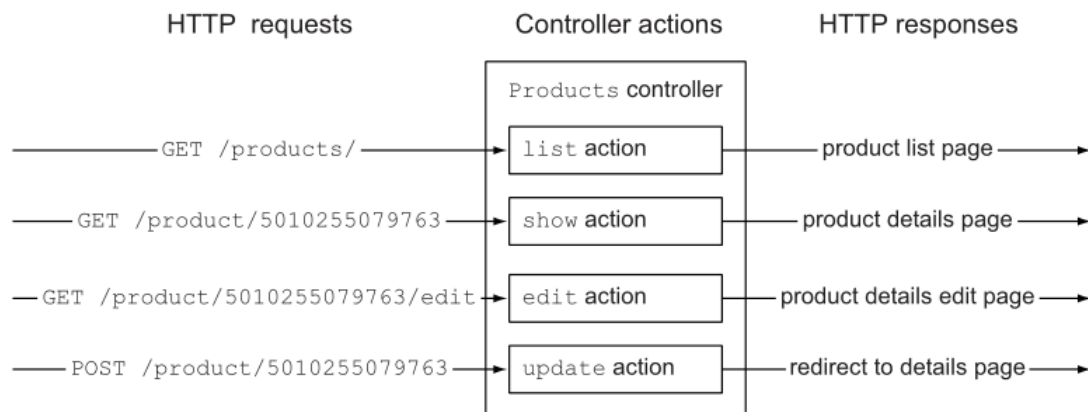 HTTP requests
Controller actions
HTTP responses
Products controller
GET /products/
list action
product list page
GET /product/5010255079763
show action
product details page
GET /product/5010255079763/edit
edit action
product details edit page
POST /product/5010255079763
update action
redirect to details page